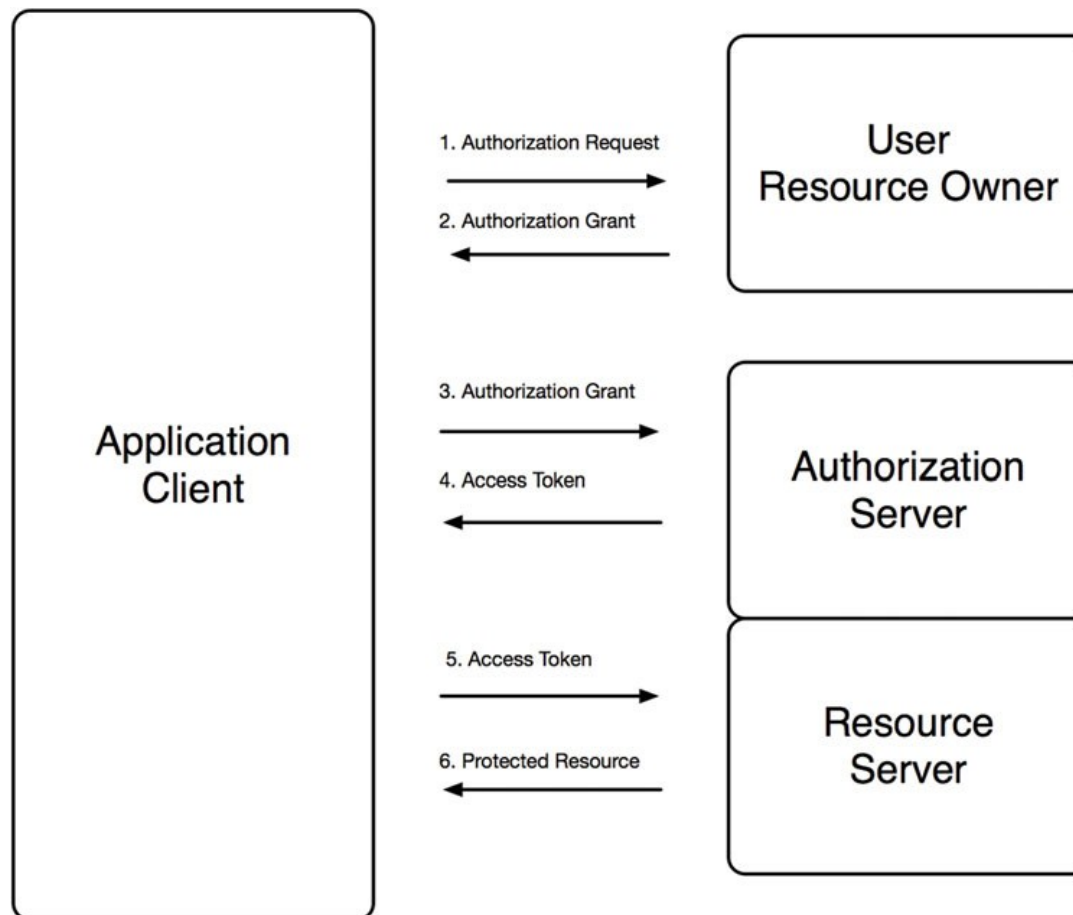 1. Authorization Request
User
Resource Owner
2. Authorization Grant
Application
Client
3. Authorization Grant
Authorization
Server
4. Access Token
5. Access Token
Resource
Server
6. Protected Resource